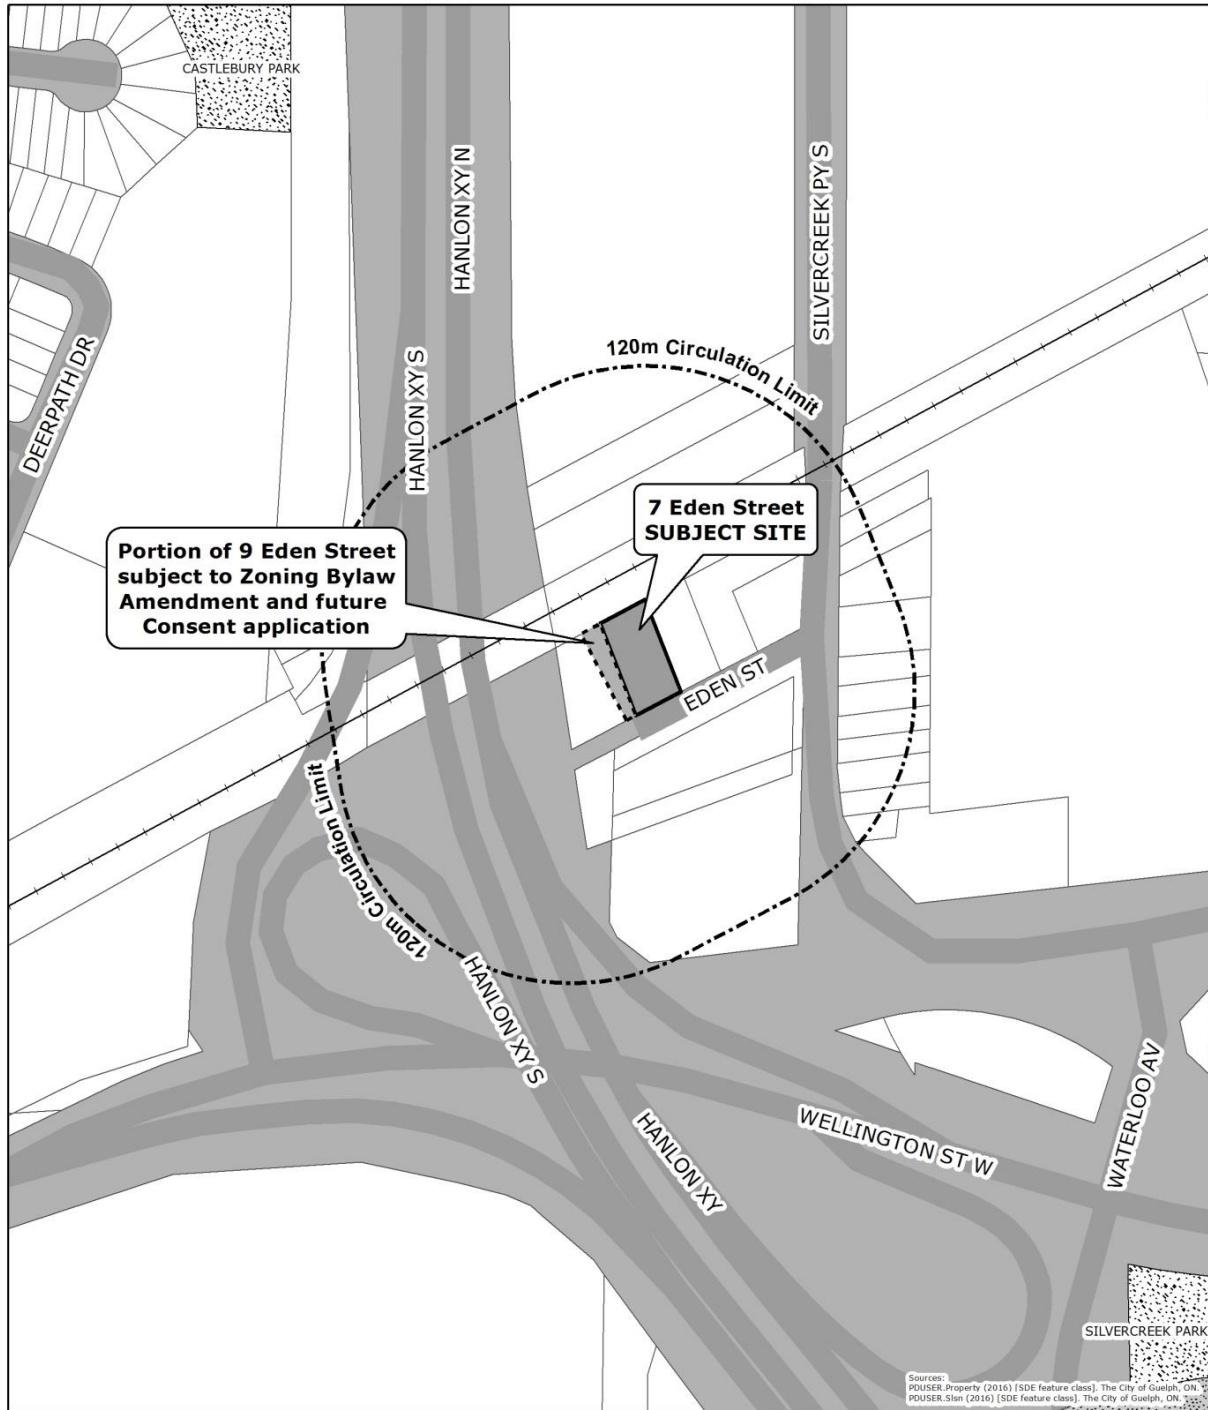 CASTLEBURY PARK
HANLON XY N
SILVERCREEK PY S
DEERPATH DR
HANLON XY S
120m Circulation Limit
7 Eden Street
SUBJECT SITE
Portion of 9 Eden Street
subject to Zoning Bylaw
Amendment and future
Consent application
EDEN ST
120m Circulation Limit
HANLON XY S
HANLON XY
WELLINGTON ST W
WATERLOO AV
SILVERCREEK PARK
Sources:
PDUSER.Property (2016) [SDE feature class]. The City of Guelph, ON.
PDUSER.Slsn (2016) [SDE feature class]. The City of Guelph, ON.